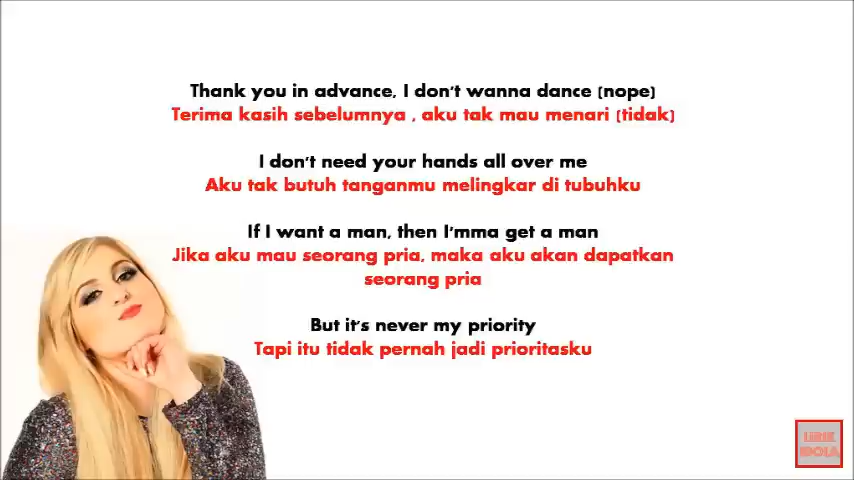 Thank you in advance, I don't wanna dance (nope)
Terima kasih sebelumnya , aku tak mau menari (tidak)
I don't need your hands all over me
Aku tak butuh tanganmu melingkar di tubuhku
If I want a man, then I'mma get a man
Jika aku mau seorang pria, maka aku akan dapatkan
seorang pria
But it's never my priority
Tapi itu tidak pernah jadi prioritasku
LIRIK
IDOLA